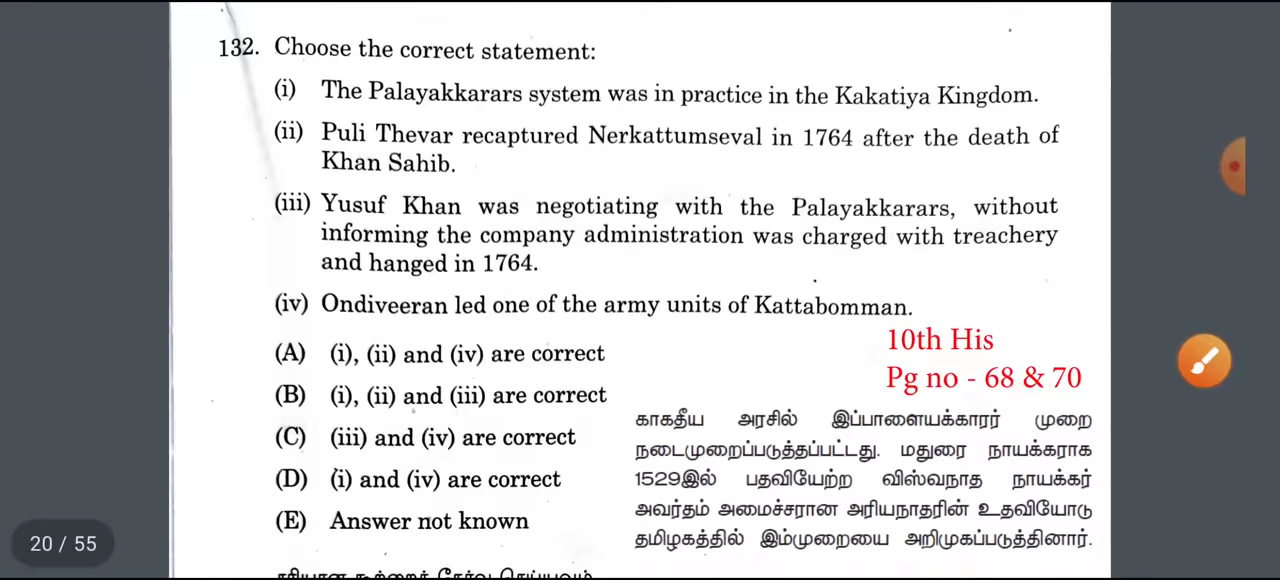 132. Choose the correct statement:
(i) The Palayakkarars system was in practice in the Kakatiya Kingdom.
(ii) Puli Thevar recaptured Nerkattumseval in 1764 after the death of
Khan Sahib.
(iii) Yusuf Khan was negotiating with the Palayakkarars, without
informing the company administration was charged with treachery
and hanged in 1764.
(iv) Ondiveeran led one of the army units of Kattabomman.
(A) (i), (ii) and (iv) are correct
(B) (i), (ii) and (iii) are correct
(C) (iii) and (iv) are correct
(D) (i) and (iv) are correct
(E) Answer not known
10th His
Pg no - 68 & 70
காகதீய அரசில் இப்பாளையக்காரர் முறை
நடைமுறைப்படுத்தப்பட்டது. மதுரை நாயக்கராக
1529இல் பதவியேற்ற விஸ்வநாத நாயக்கர்
அவர்தம் அமைச்சரான அரியநாதரின் உதவியோடு
தமிழகத்தில் இம்முறையை அறிமுகப்படுத்தினார்.
20 / 55